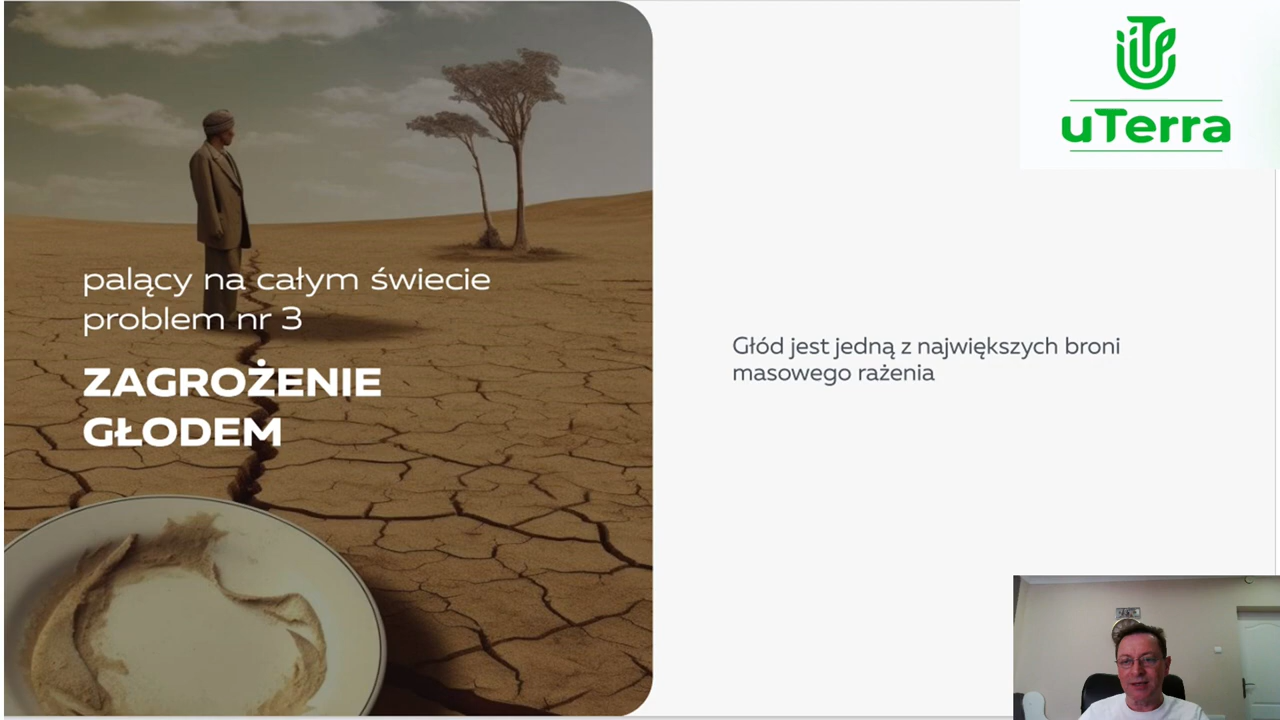 palący na całym świecie
problem nr 3
ZAGROŻENIE
GŁODEM
Głód jest jedną z największych broni
masowego rażenia
uTerra